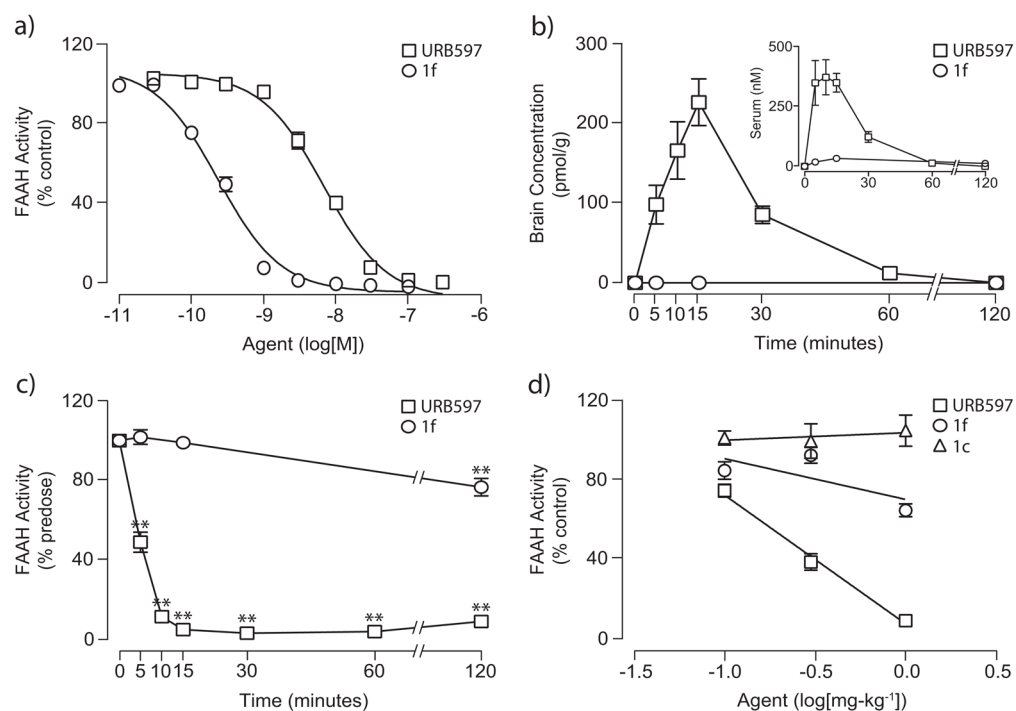 a)
120
80
40
0
FAAH Activity
(% control)
-11 -10 -9 -8 -7 -6
Agent (log[M])
URB597
1f
b)
300
200
100
0
Brain Concentration
(pmol/g)
0 5 10 15 30 60 120
Time (minutes)
500
250
0
Serum (nM)
0 30 60 120
URB597
1f
c)
120
80
40
0
FAAH Activity
(% predose)
** ** ** ** ** ** **
0 5 10 15 30 60 120
Time (minutes)
URB597
1f
d)
120
80
40
0
FAAH Activity
(% control)
-1.5 -1.0 -0.5 0.0 0.5
Agent (log[mg-kg⁻¹])
URB597
1f
1c